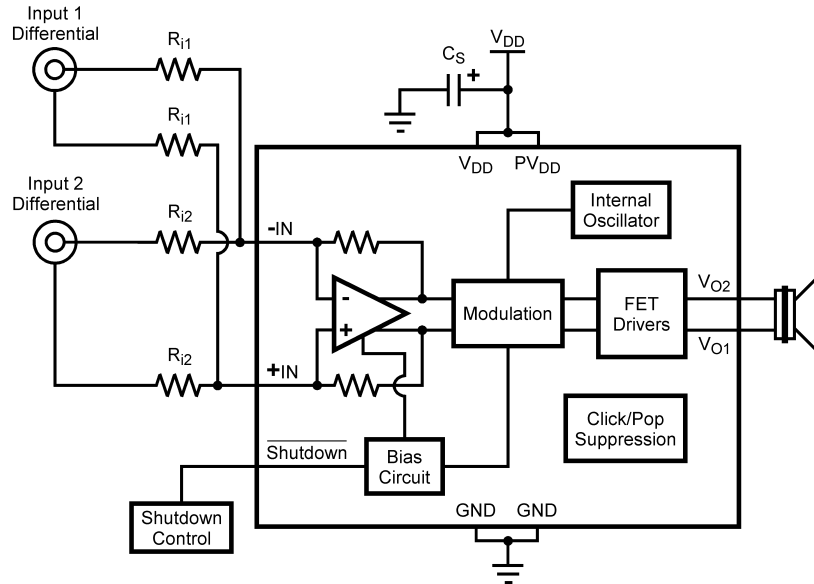 Input 1
Differential
R_i1
R_i1
Input 2
Differential
R_i2
R_i2
C_S
+
V_DD
V_DD
PV_DD
Internal
Oscillator
-IN
-
+
+IN
Modulation
FET
Drivers
V_O2
V_O1
Click/Pop
Suppression
Shutdown
Bias
Circuit
Shutdown
Control
GND
GND